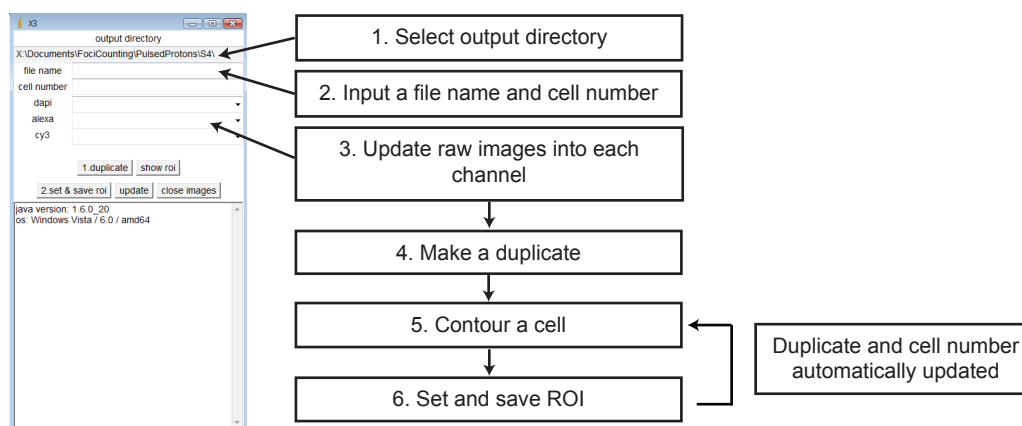 X3
output directory
X:\Documents\FociCounting\PulsedProtons\S4\
file name
cell number
dapi
alexa
cy3
1.duplicate show roi
2.set & save roi update close images
java version: 1.6.0_20
os: Windows Vista / 6.0 / amd64
1. Select output directory
2. Input a file name and cell number
3. Update raw images into each
channel
4. Make a duplicate
5. Contour a cell
6. Set and save ROI
Duplicate and cell number
automatically updated